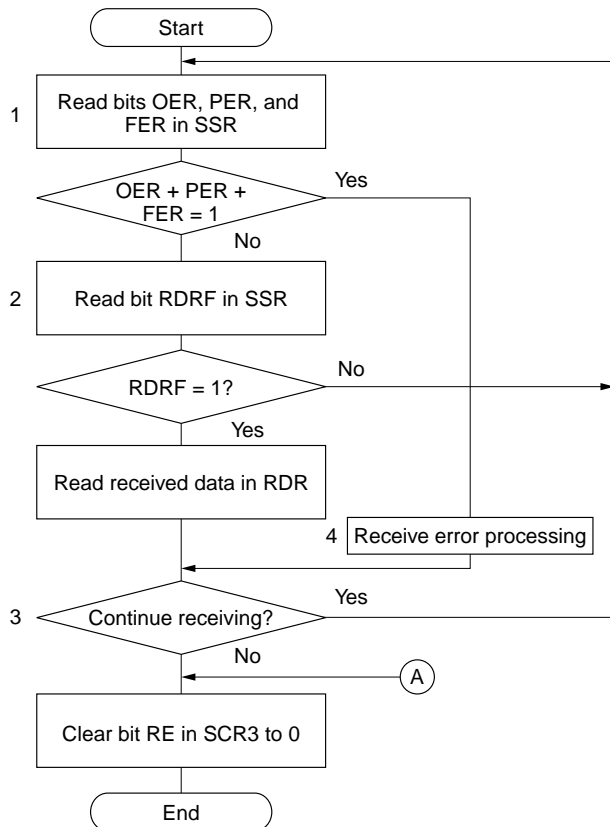 Start
1
Read bits OER, PER, and
FER in SSR
OER + PER +
FER = 1
Yes
No
2
Read bit RDRF in SSR
RDRF = 1?
No
Yes
Read received data in RDR
4
Receive error processing
3
Continue receiving?
Yes
No
A
Clear bit RE in SCR3 to 0
End